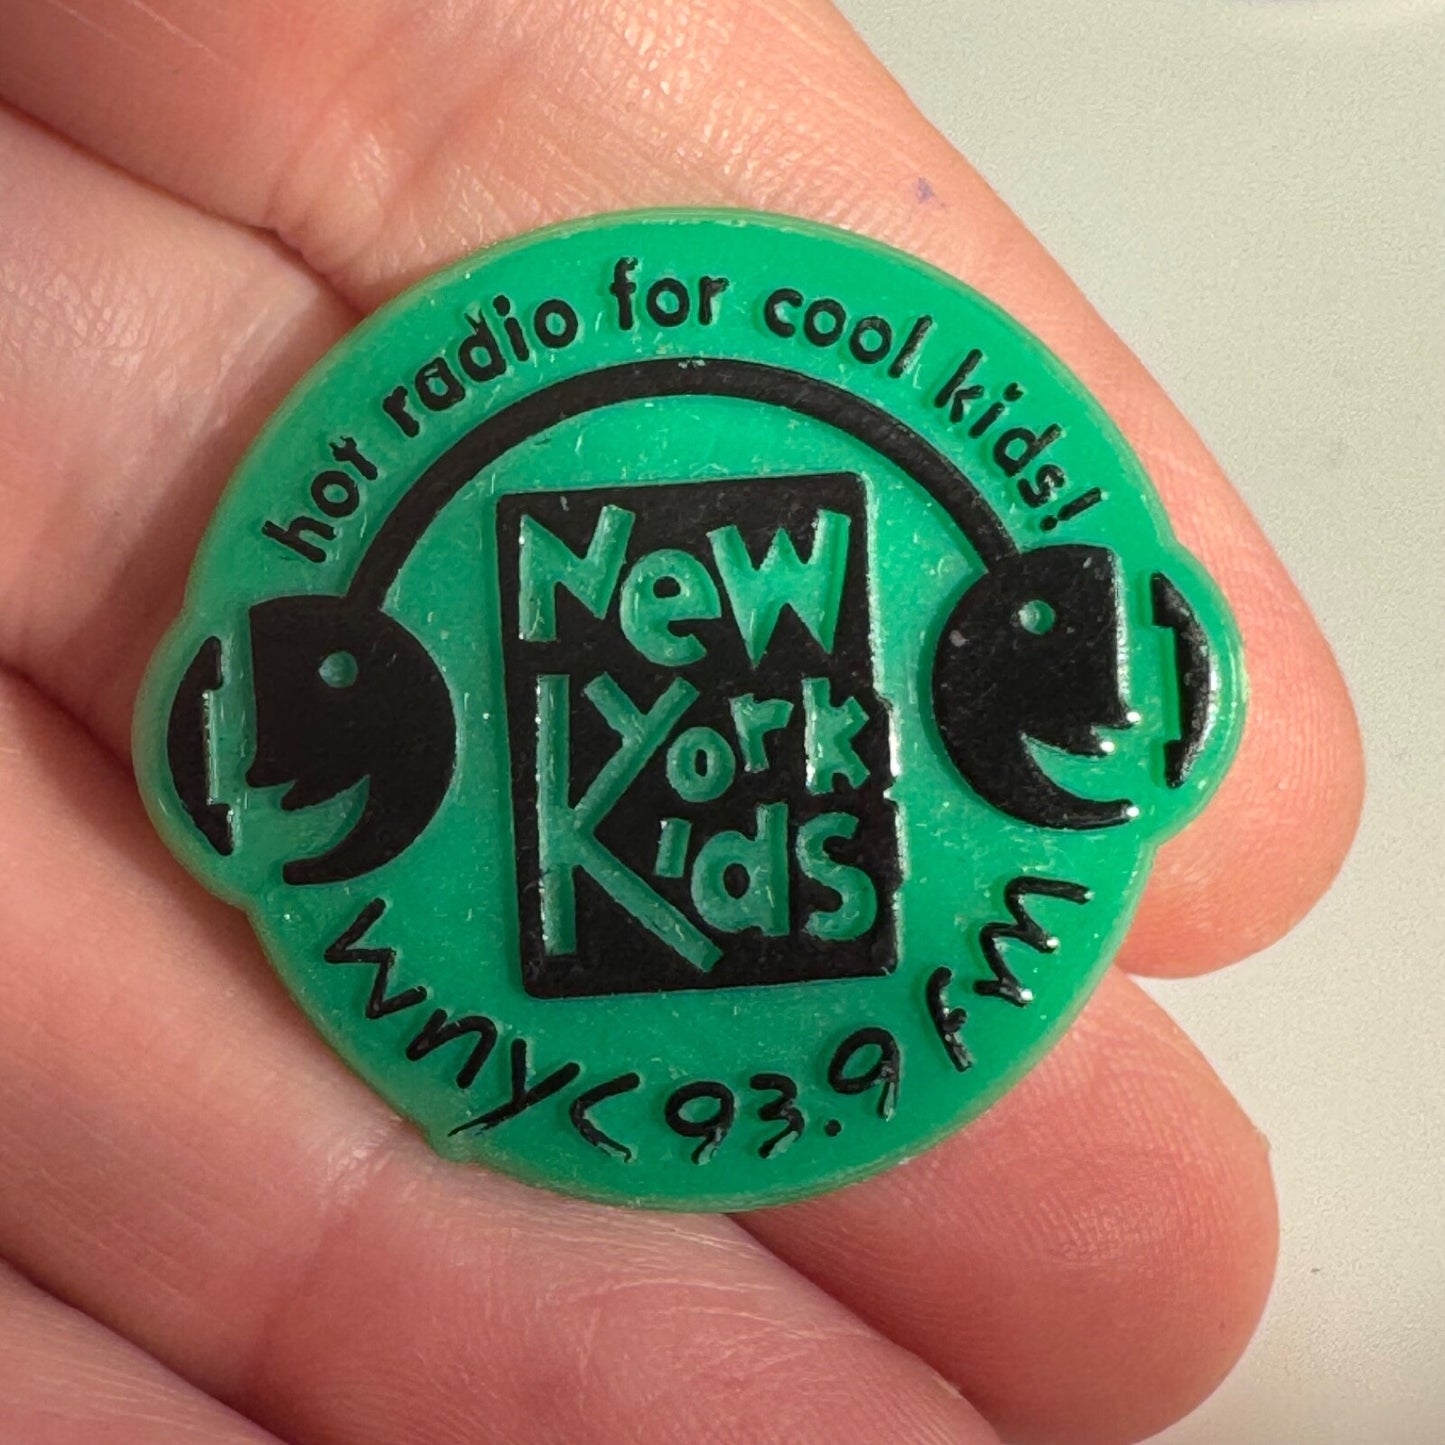 hot radio for cool kids!
New
York
Kids
WNYC 93.9 fm